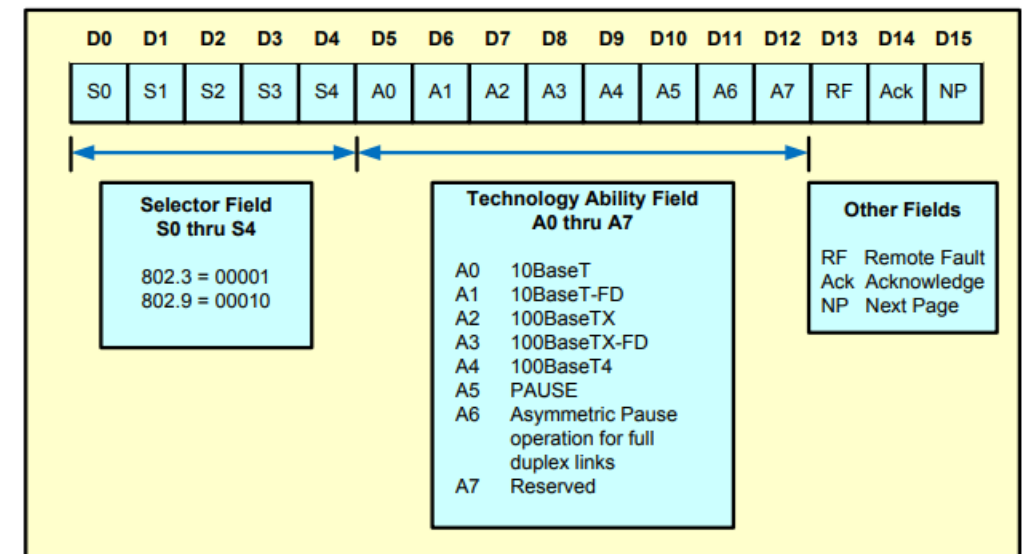 D0 D1 D2 D3 D4 D5 D6 D7 D8 D9 D10 D11 D12 D13 D14 D15
S0 S1 S2 S3 S4 A0 A1 A2 A3 A4 A5 A6 A7 RF Ack NP
Selector Field
S0 thru S4
802.3 = 00001
802.9 = 00010
Technology Ability Field
A0 thru A7
A0 10BaseT
A1 10BaseT-FD
A2 100BaseTX
A3 100BaseTX-FD
A4 100BaseT4
A5 PAUSE
A6 Asymmetric Pause
operation for full
duplex links
A7 Reserved
Other Fields
RF Remote Fault
Ack Acknowledge
NP Next Page